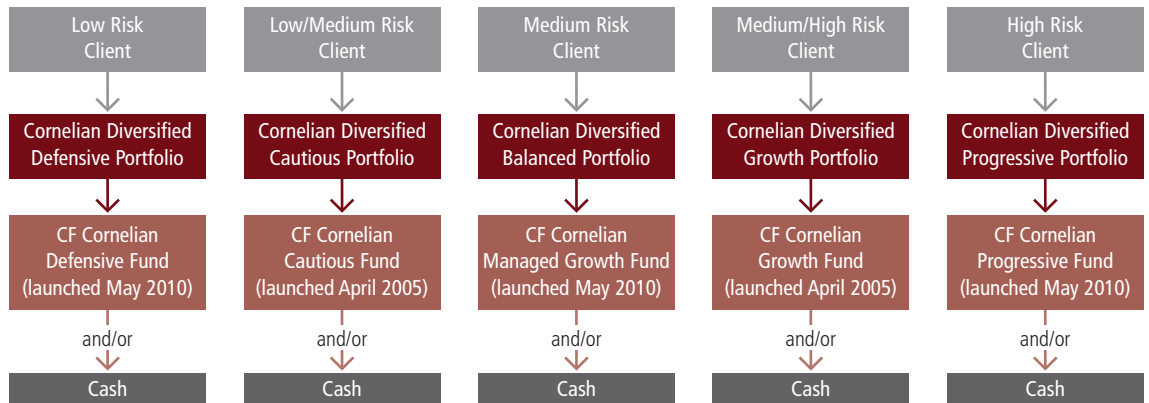 Low Risk
Client
Low/Medium Risk
Client
Medium Risk
Client
Medium/High Risk
Client
High Risk
Client
Cornelian Diversified
Defensive Portfolio
Cornelian Diversified
Cautious Portfolio
Cornelian Diversified
Balanced Portfolio
Cornelian Diversified
Growth Portfolio
Cornelian Diversified
Progressive Portfolio
CF Cornelian
Defensive Fund
(launched May 2010)
CF Cornelian
Cautious Fund
(launched April 2005)
CF Cornelian
Managed Growth Fund
(launched May 2010)
CF Cornelian
Growth Fund
(launched April 2005)
CF Cornelian
Progressive Fund
(launched May 2010)
and/or
and/or
and/or
and/or
and/or
Cash
Cash
Cash
Cash
Cash